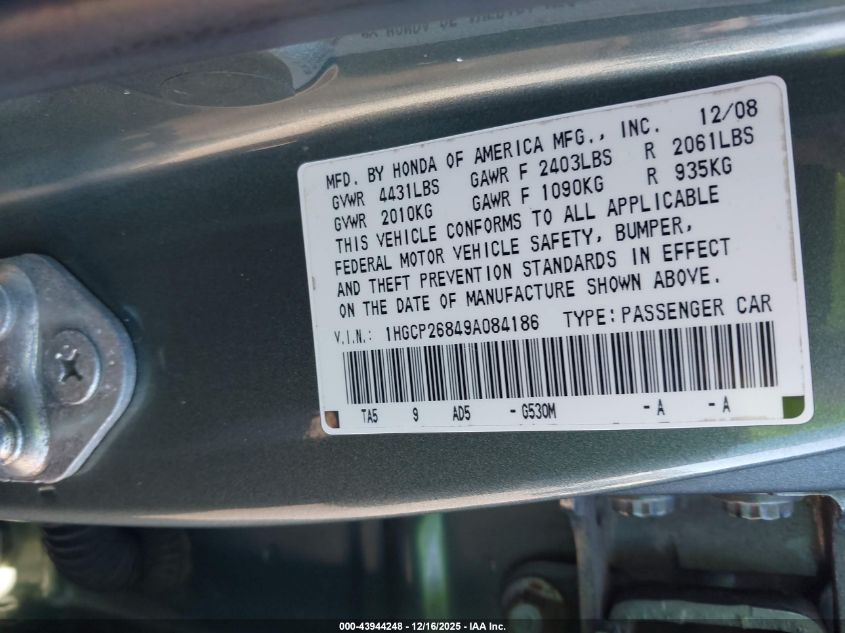 MFD. BY HONDA OF AMERICA MFG., INC. 12/08
GVWR 4431LBS GAWR F 2403LBS R 2061LBS
GVWR 2010KG GAWR F 1090KG R 935KG
THIS VEHICLE CONFORMS TO ALL APPLICABLE
FEDERAL MOTOR VEHICLE SAFETY, BUMPER,
AND THEFT PREVENTION STANDARDS IN EFFECT
ON THE DATE OF MANUFACTURE SHOWN ABOVE.
V.I.N.: 1HGCP26849A084186 TYPE: PASSENGER CAR
TA5 9 AD5 - G530M - A - A
000-43944248 - 12/16/2025 - IAA Inc.